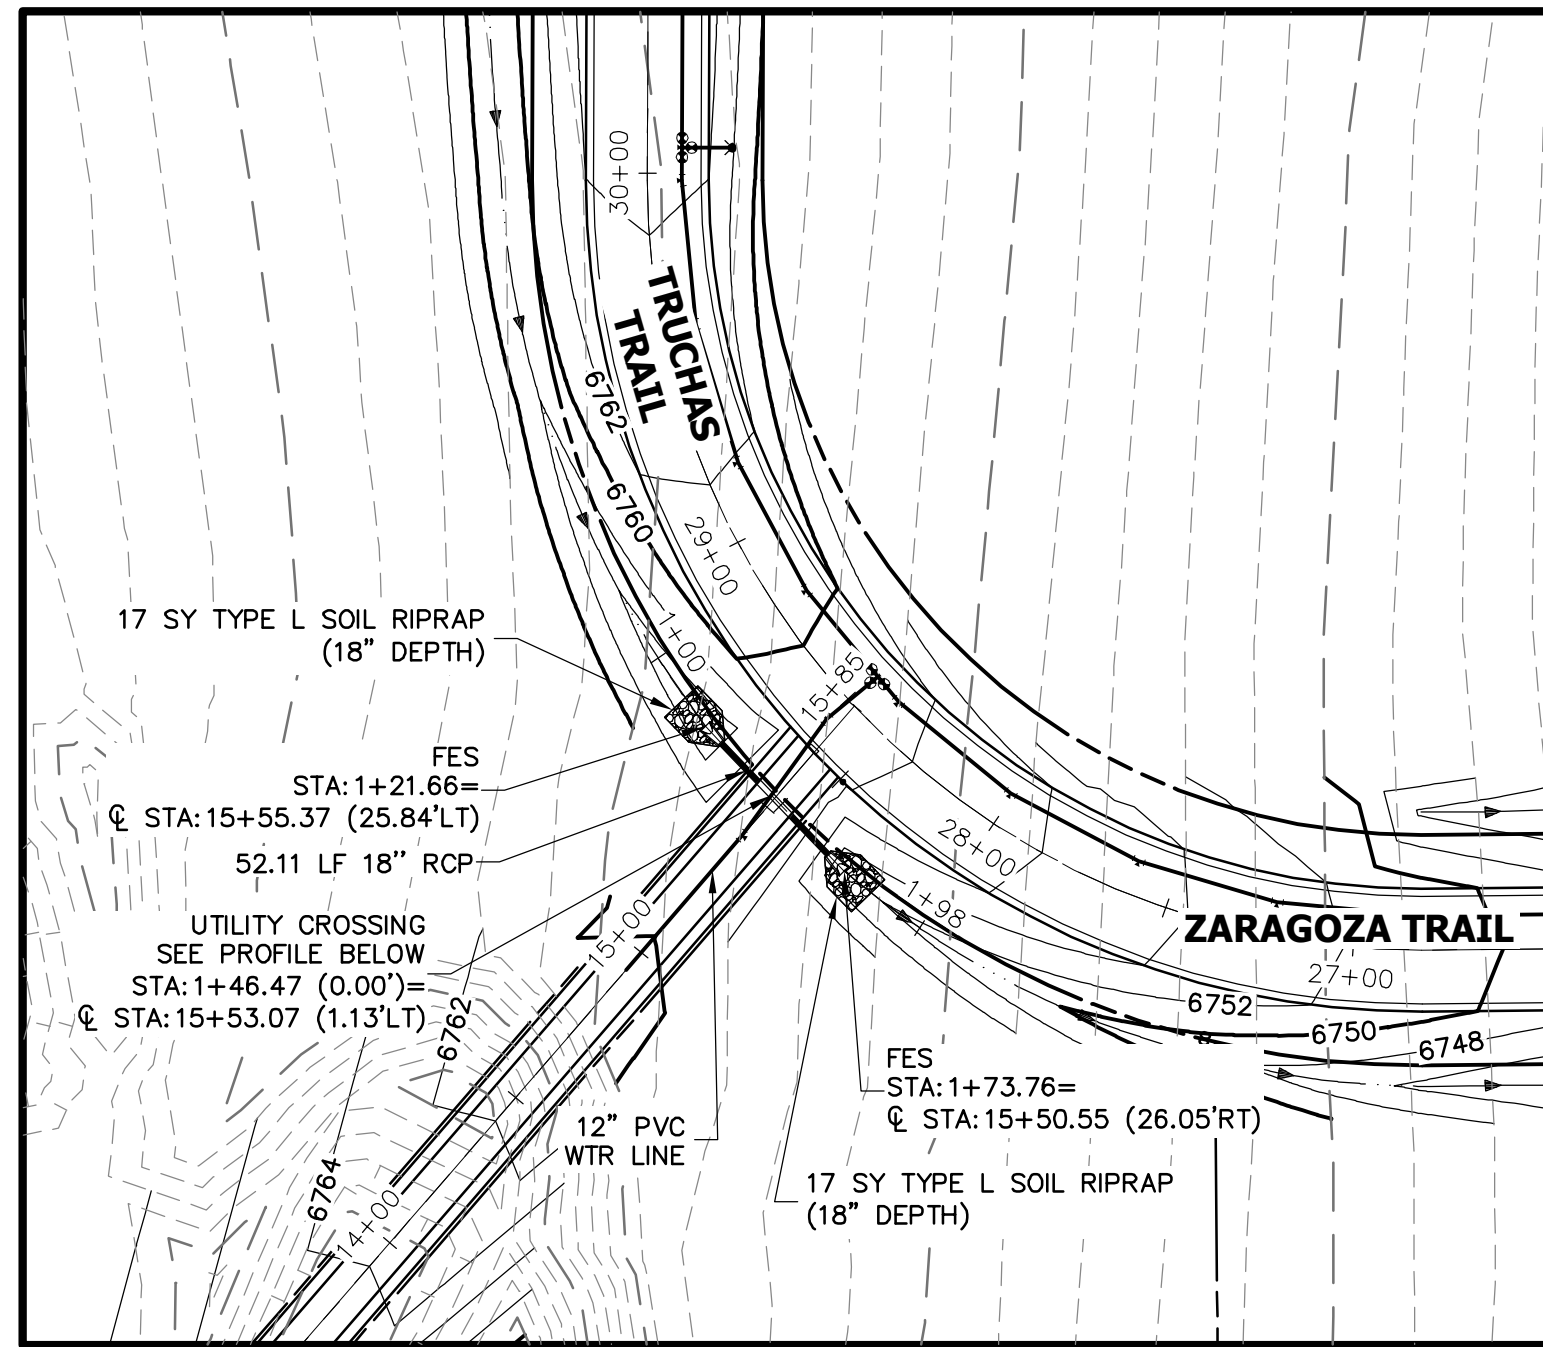 30+00
TRUCHAS
TRAIL
6762
6760
29+00
17 SY TYPE L SOIL RIPRAP
(18” DEPTH)
1+00
15+85
FES
STA:1+21.66=
℄ STA:15+55.37 (25.84’LT)
52.11 LF 18’’ RCP
28+00
1+98
UTILITY CROSSING
SEE PROFILE BELOW
STA:1+46.47 (0.00’)=
℄ STA:15+53.07 (1.13’LT)
15+00
ZARAGOZA TRAIL
27+00
6752
6750
6748
6762
FES
STA:1+73.76=
℄ STA:15+50.55 (26.05’RT)
12” PVC
WTR LINE
6764
14+00
17 SY TYPE L SOIL RIPRAP
(18” DEPTH)